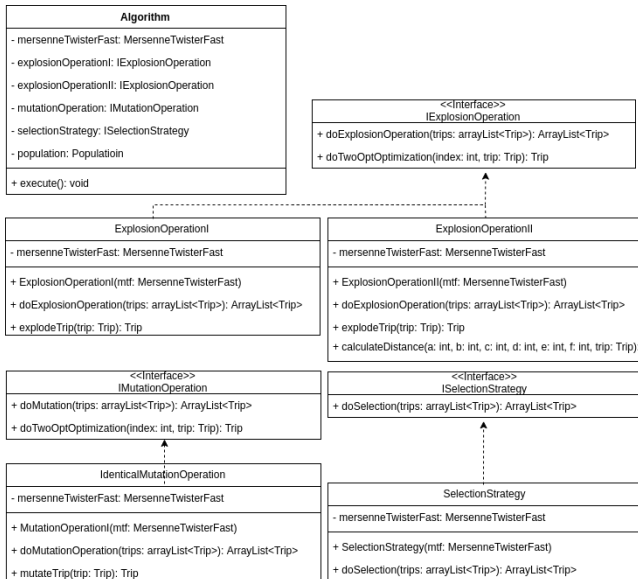 Algorithm
- mersenneTwisterFast: MersenneTwisterFast
- explosionOperationI: IExplosionOperation
- explosionOperationII: IExplosionOperation
- mutationOperation: IMutationOperation
- selectionStrategy: ISelectionStrategy
- population: Populatioin
+ execute(): void
<<Interface>>
IExplosionOperation
+ doExplosionOperation(trips: arrayList<Trip>): ArrayList<Trip>
+ doTwoOptOptimization(index: int, trip: Trip): Trip
ExplosionOperationI
- mersenneTwisterFast: MersenneTwisterFast
+ ExplosionOperationI(mtf: MersenneTwisterFast)
+ doExplosionOperation(trips: arrayList<Trip>): ArrayList<Trip>
+ explodeTrip(trip: Trip): Trip
ExplosionOperationII
- mersenneTwisterFast: MersenneTwisterFast
+ ExplosionOperationII(mtf: MersenneTwisterFast)
+ doExplosionOperation(trips: arrayList<Trip>): ArrayList<Trip>
+ explodeTrip(trip: Trip): Trip
+ calculateDistance(a: int, b: int, c: int, d: int, e: int, f: int, trip: Trip):
<<Interface>>
IMutationOperation
+ doMutation(trips: arrayList<Trip>): ArrayList<Trip>
+ doTwoOptOptimization(index: int, trip: Trip): Trip
<<Interface>>
ISelectionStrategy
+ doSelection(trips: arrayList<Trip>): ArrayList<Trip>
IdenticalMutationOperation
- mersenneTwisterFast: MersenneTwisterFast
+ MutationOperationI(mtf: MersenneTwisterFast)
+ doMutationOperation(trips: arrayList<Trip>): ArrayList<Trip>
+ mutateTrip(trip: Trip): Trip
SelectionStrategy
- mersenneTwisterFast: MersenneTwisterFast
+ SelectionStrategy(mtf: MersenneTwisterFast)
+ doSelection(trips: arrayList<Trip>): ArrayList<Trip>